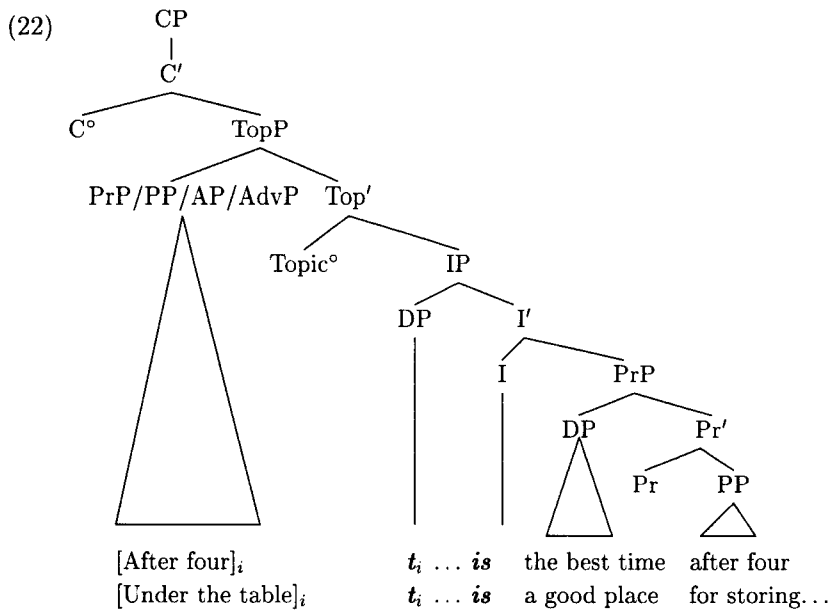 (22)
CP
C′
C° TopP
PrP/PP/AP/AdvP Top′
Topic° IP
DP I′
I PrP
DP Pr′
Pr PP
[After four]i ti … is the best time after four
[Under the table]i ti … is a good place for storing…